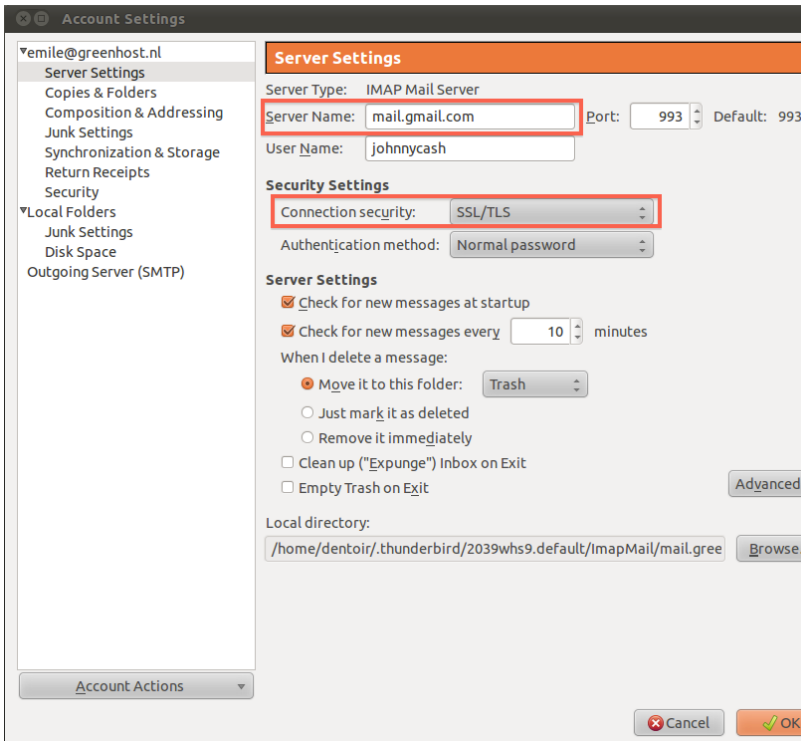 Account Settings
emile@greenhost.nl
Server Settings
Copies & Folders
Composition & Addressing
Junk Settings
Synchronization & Storage
Return Receipts
Security
Local Folders
Junk Settings
Disk Space
Outgoing Server (SMTP)
Account Actions
Server Settings
Server Type: IMAP Mail Server
Server Name: mail.gmail.com Port: 993 Default: 993
User Name: johnnycash
Security Settings
Connection security: SSL/TLS
Authentication method: Normal password
Server Settings
Check for new messages at startup
Check for new messages every 10 minutes
When I delete a message:
Move it to this folder: Trash
Just mark it as deleted
Remove it immediately
Clean up ("Expunge") Inbox on Exit
Empty Trash on Exit
Advanced
Local directory:
/home/dentoir/.thunderbird/2039whs9.default/ImapMail/mail.gree Browse.
Cancel OK